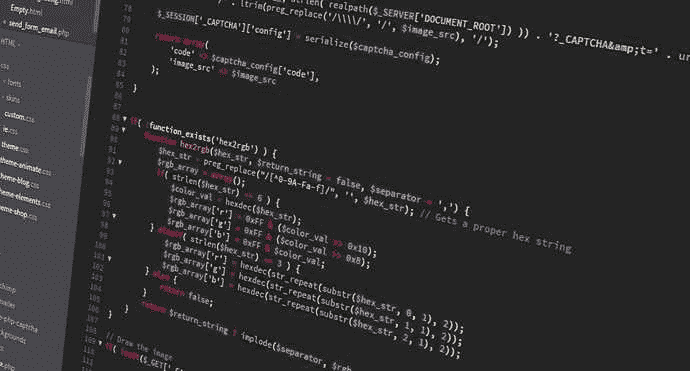 Empty.html
send_form_email.php
HTML
fonts
skins
custom.css
ie.css
theme.css
theme-animate.css
theme-blog.css
theme-elements.css
theme-shop.css
php-captcha
78 realpath($_SERVER['DOCUMENT_ROOT']) )) . '?_CAPTCHA&amp;t=' .
79 ltrim(preg_replace('/\\\\/', '/', $image_src), '/');
80 $_SESSION['_CAPTCHA']['config'] = serialize($captcha_config);
81
82 return array(
83 'code' => $captcha_config['code'],
84 'image_src' => $image_src
85 );
86 }
87
88
89 if( !function_exists('hex2rgb') ) {
90 function hex2rgb($hex_str, $return_string = false, $separator = ',') {
91 $hex_str = preg_replace("/[^0-9A-Fa-f]/", '', $hex_str); // Gets a proper hex string
92 $rgb_array = array();
93 if( strlen($hex_str) == 6 ) {
94 $color_val = hexdec($hex_str);
95 $rgb_array['r'] = 0xFF & ($color_val >> 0x10);
96 $rgb_array['g'] = 0xFF & ($color_val >> 0x8);
97 $rgb_array['b'] = 0xFF & $color_val;
98 } elseif( strlen($hex_str) == 3 ) {
99 $rgb_array['r'] = hexdec(str_repeat(substr($hex_str, 0, 1), 2));
100 $rgb_array['g'] = hexdec(str_repeat(substr($hex_str, 1, 1), 2));
101 $rgb_array['b'] = hexdec(str_repeat(substr($hex_str, 2, 1), 2));
102 } else {
103 return false;
104 }
105 return $return_string ? implode($separator,
106 }
107 }
108
109 // Draw the image
110 if(